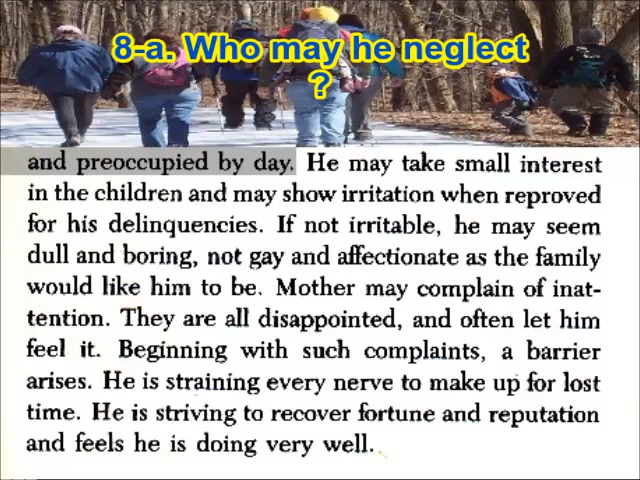 8-a. Who may he neglect
?
and preoccupied by day. He may take small interest
in the children and may show irritation when reproved
for his delinquencies. If not irritable, he may seem
dull and boring, not gay and affectionate as the family
would like him to be. Mother may complain of inat-
tention. They are all disappointed, and often let him
feel it. Beginning with such complaints, a barrier
arises. He is straining every nerve to make up for lost
time. He is striving to recover fortune and reputation
and feels he is doing very well.